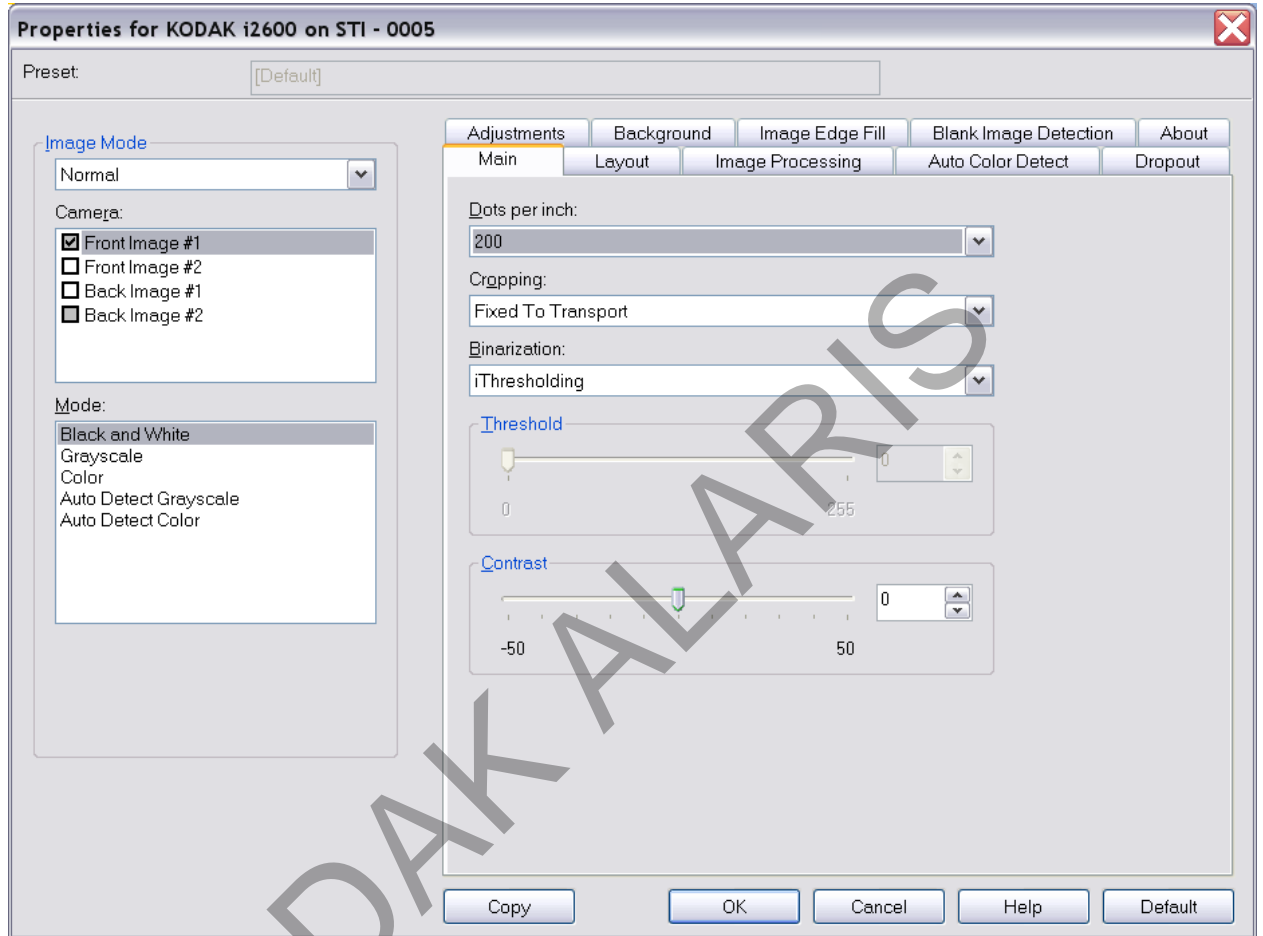 Properties for KODAK i2600 on STI - 0005
Preset:
[Default]
Image Mode
Normal
Camera:
Front Image #1
Front Image #2
Back Image #1
Back Image #2
Mode:
Black and White
Grayscale
Color
Auto Detect Grayscale
Auto Detect Color
Adjustments Background Image Edge Fill Blank Image Detection About
Main Layout Image Processing Auto Color Detect Dropout
Dots per inch:
200
Cropping:
Fixed To Transport
Binarization:
iThresholding
Threshold
0
0 255
Contrast
0
-50 50
Copy OK Cancel Help Default
DAK ALARIS